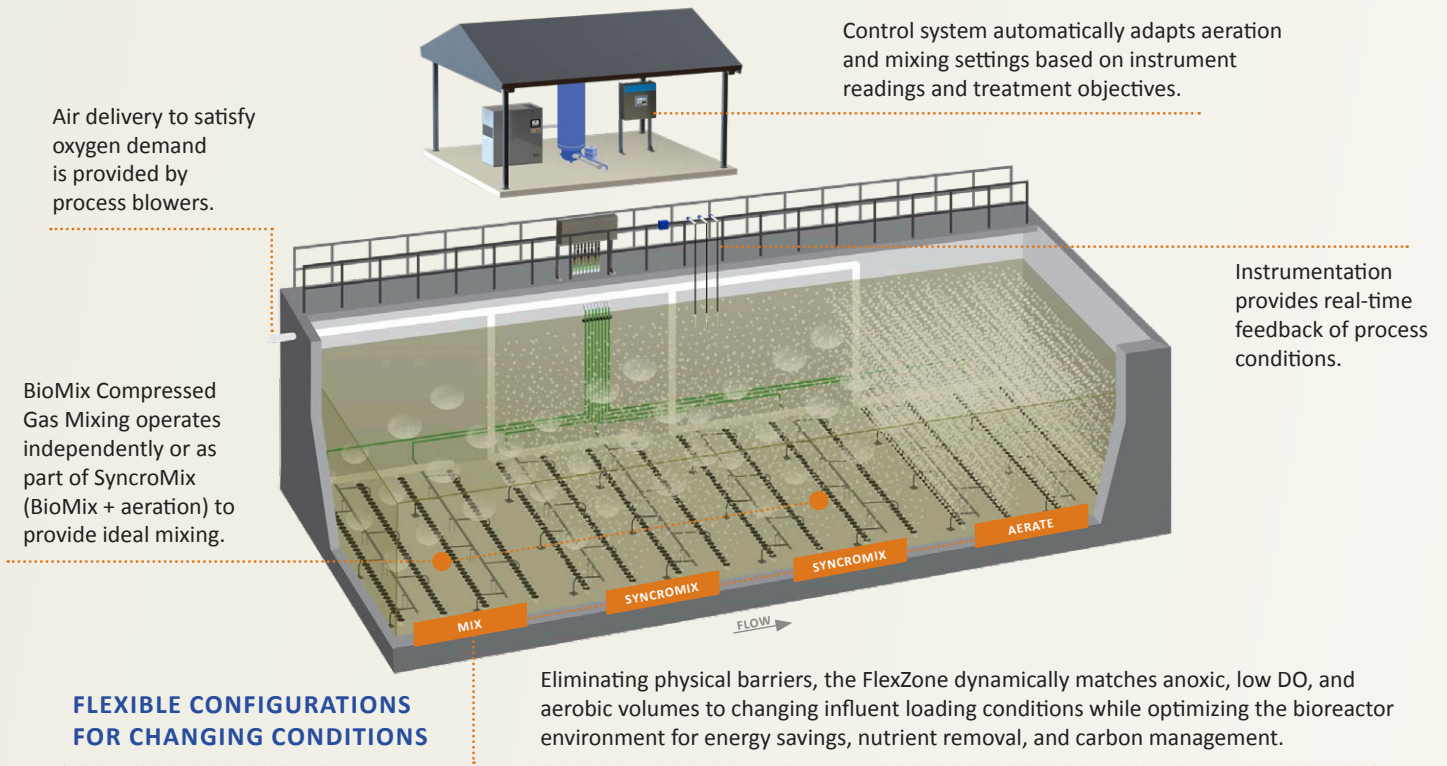 Control system automatically adapts aeration
and mixing settings based on instrument
readings and treatment objectives.
Air delivery to satisfy
oxygen demand
is provided by
process blowers.
Instrumentation
provides real-time
feedback of process
conditions.
BioMix Compressed
Gas Mixing operates
independently or as
part of SyncroMix
(BioMix + aeration) to
provide ideal mixing.
AERATE
SYNCROMIX
SYNCROMIX
MIX
FLOW
FLEXIBLE CONFIGURATIONS
FOR CHANGING CONDITIONS
Eliminating physical barriers, the FlexZone dynamically matches anoxic, low DO, and
aerobic volumes to changing influent loading conditions while optimizing the bioreactor
environment for energy savings, nutrient removal, and carbon management.